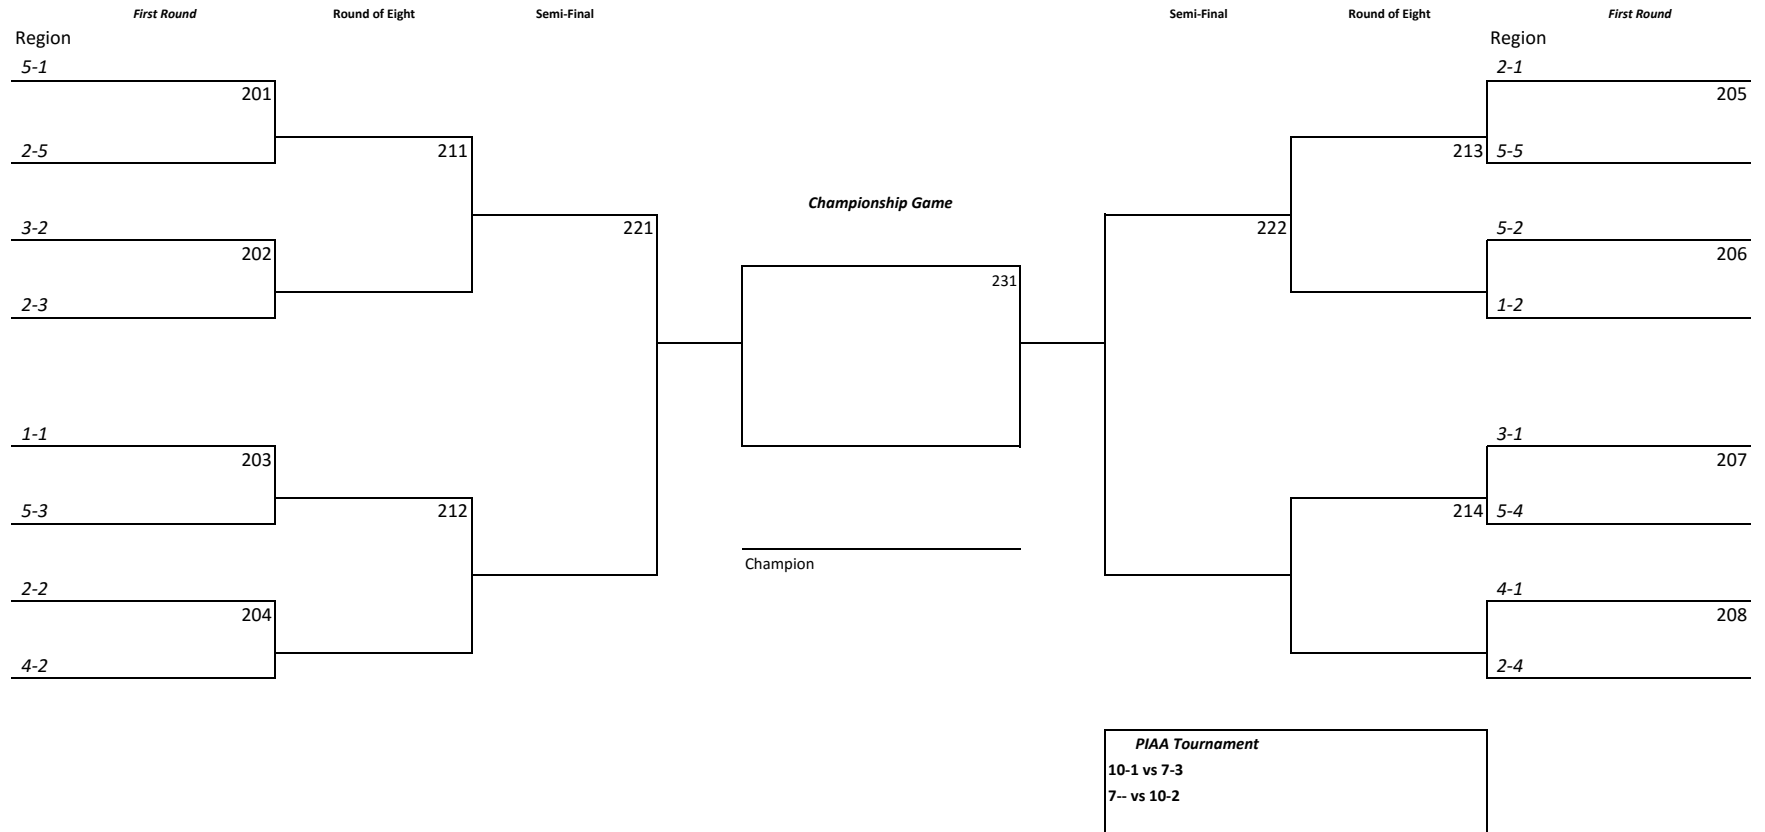 First Round Round of Eight Semi-Final Semi-Final Round of Eight First Round
Region Region
5-1 2-1
201 205
2-5 211 213 5-5
Championship Game
3-2 221 222 5-2
202 206
231
2-3 1-2
1-1 3-1
203 207
5-3 212 214 5-4
Champion
2-2 4-1
204 208
4-2 2-4
PIAA Tournament
10-1 vs 7-3
7-- vs 10-2